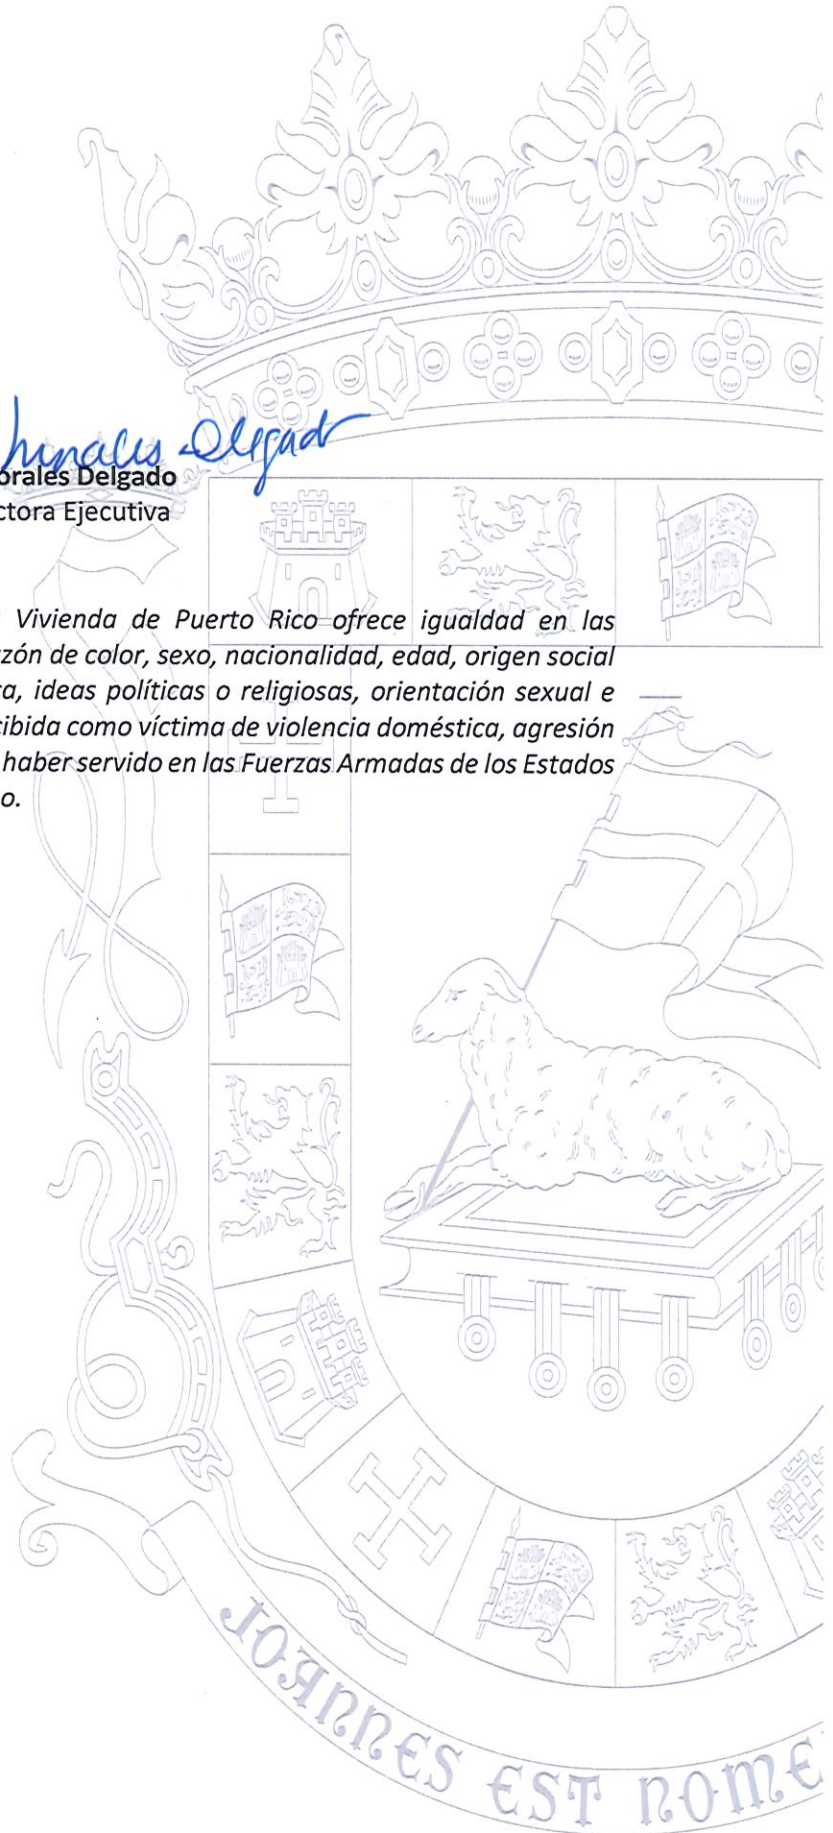 Morales Delgado
orales Delgado
ctora Ejecutiva
Vivienda de Puerto Rico ofrece igualdad en las
zón de color, sexo, nacionalidad, edad, origen social
a, ideas políticas o religiosas, orientación sexual e
cibida como víctima de violencia doméstica, agresión
haber servido en las Fuerzas Armadas de los Estados
o.
JOANNES EST NOME